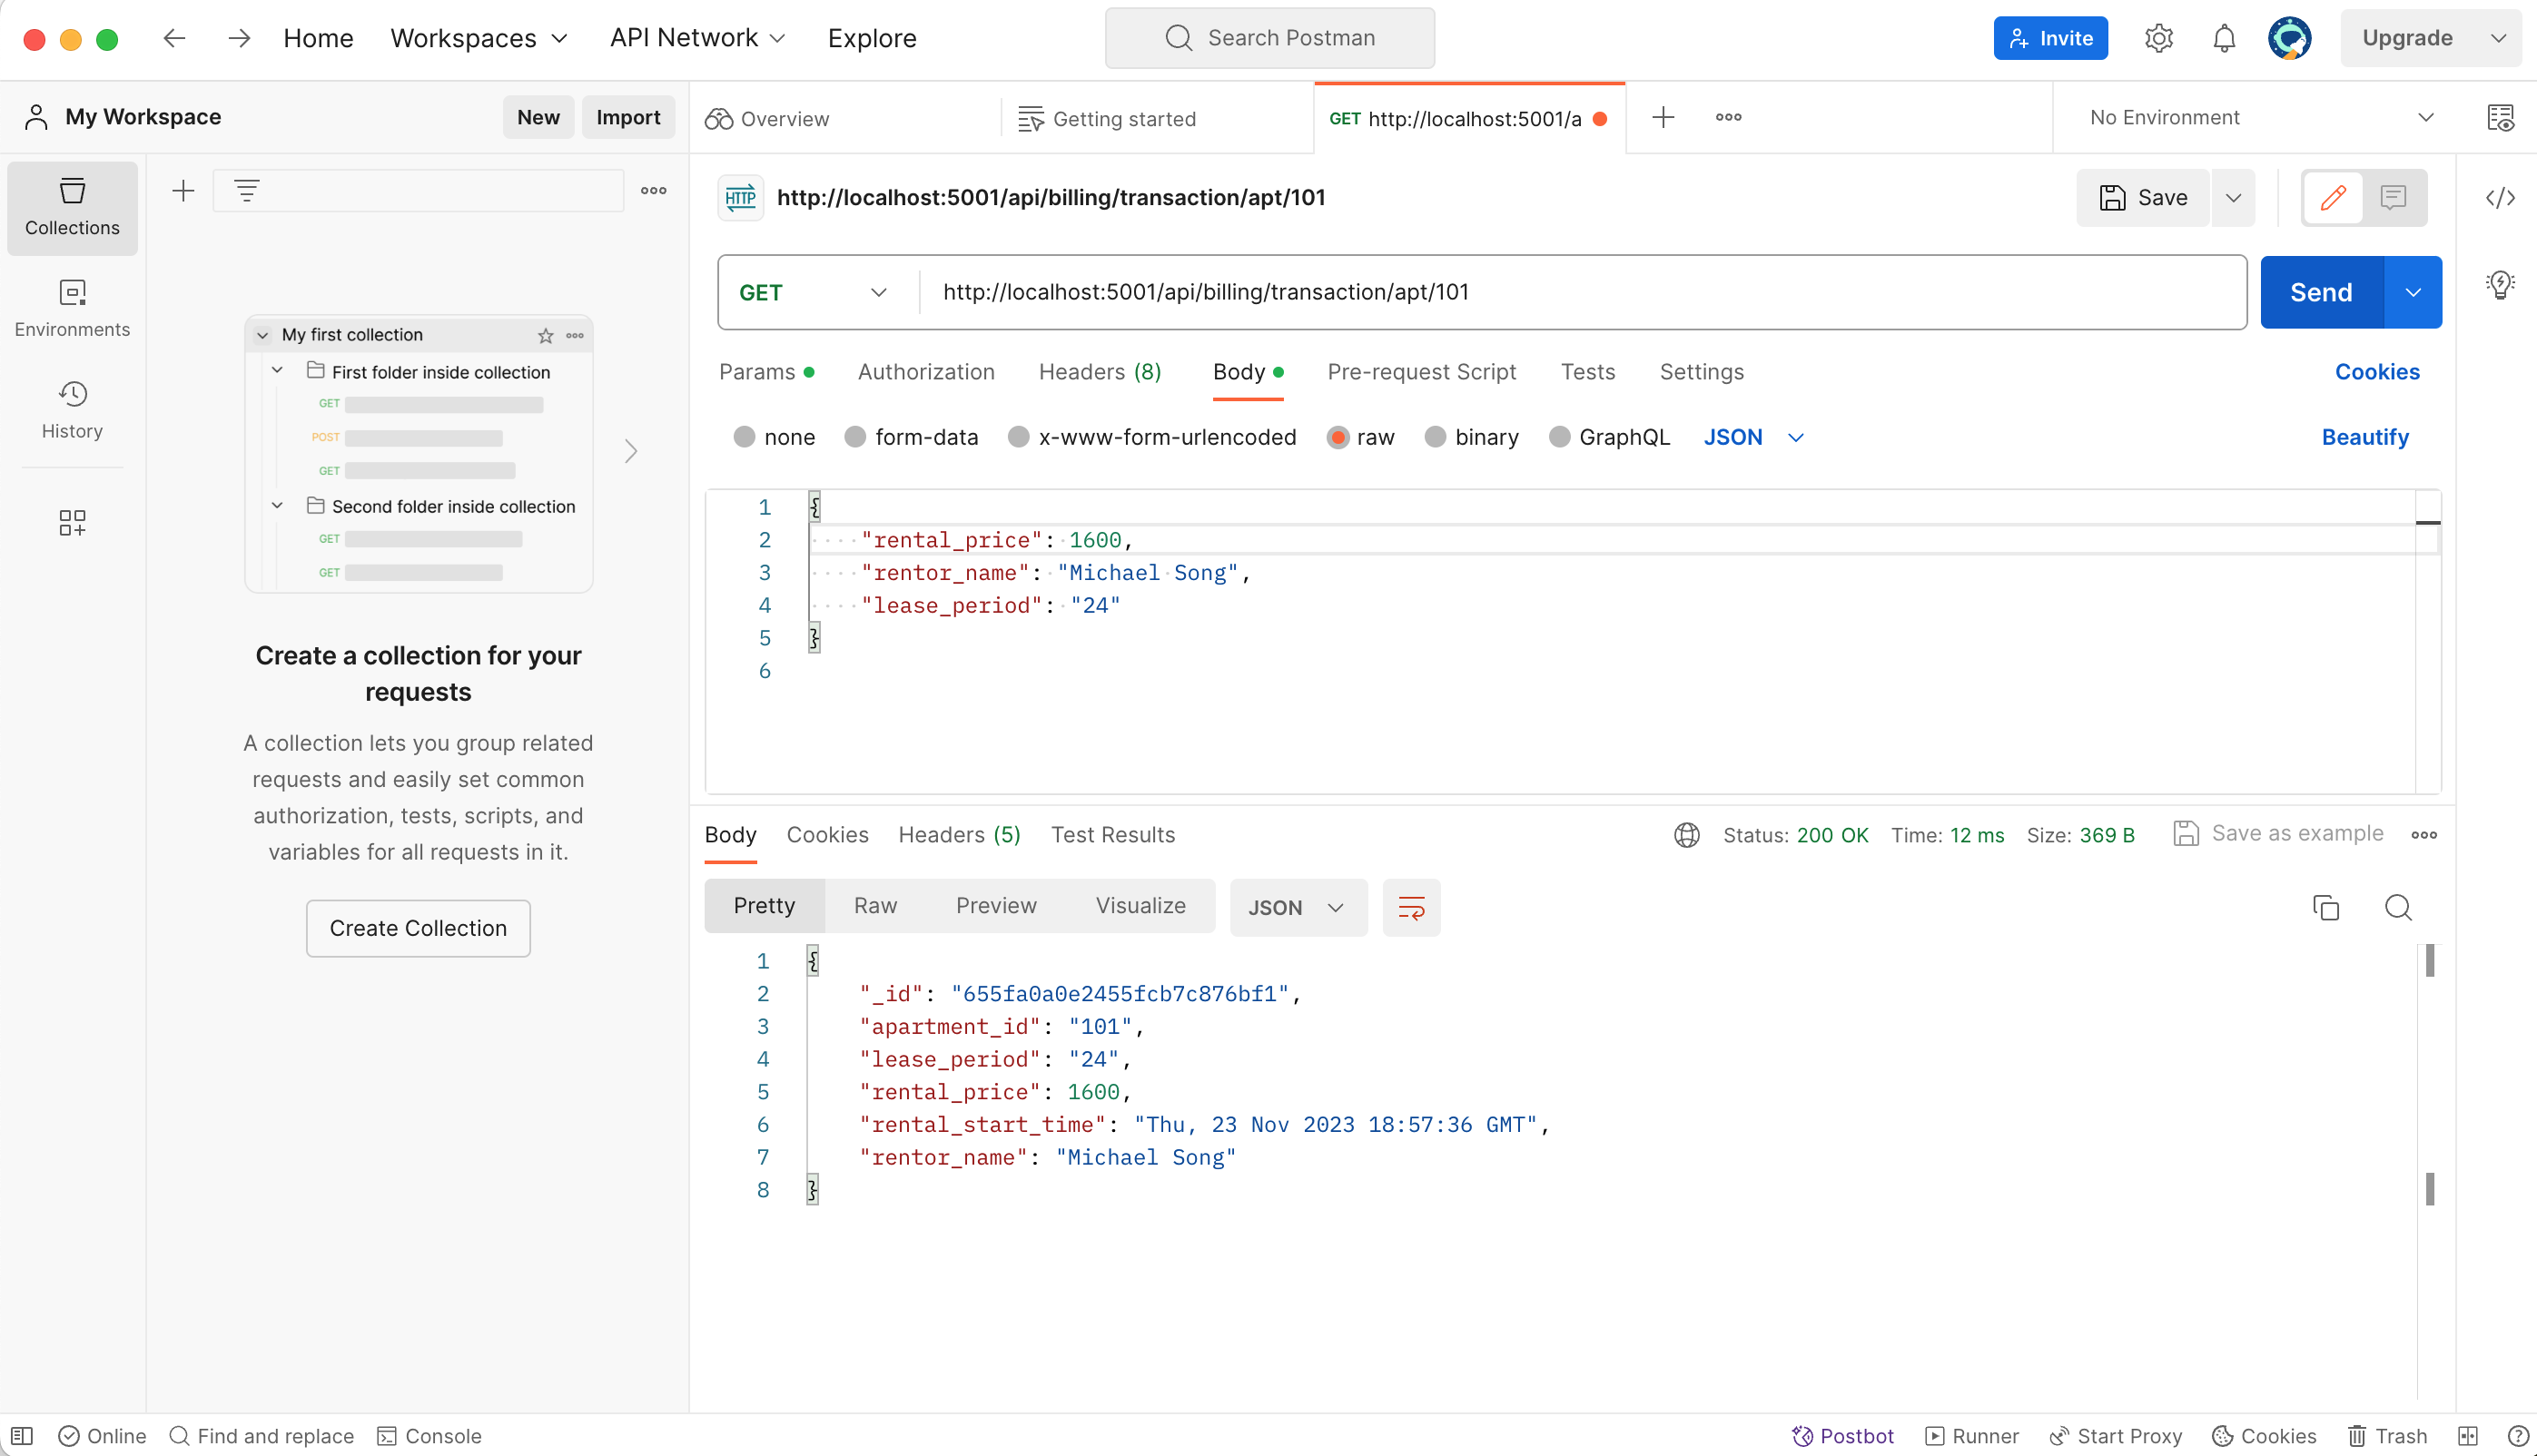 Home Workspaces API Network Explore Search Postman Invite Upgrade
My Workspace New Import Overview Getting started GET http://localhost:5001/a No Environment
Collections
Environments
History
My first collection
First folder inside collection
GET
POST
GET
Second folder inside collection
GET
GET
Create a collection for your
requests
A collection lets you group related
requests and easily set common
authorization, tests, scripts, and
variables for all requests in it.
Create Collection
HTTP http://localhost:5001/api/billing/transaction/apt/101 Save
GET http://localhost:5001/api/billing/transaction/apt/101 Send
Params Authorization Headers (8) Body Pre-request Script Tests Settings Cookies
none form-data x-www-form-urlencoded raw binary GraphQL JSON Beautify
1 {
2 "rental_price": 1600,
3 "rentor_name": "Michael Song",
4 "lease_period": "24"
5 }
6
Body Cookies Headers (5) Test Results Status: 200 OK Time: 12 ms Size: 369 B Save as example
Pretty Raw Preview Visualize JSON
1 {
2 "_id": "655fa0a0e2455fcb7c876bf1",
3 "apartment_id": "101",
4 "lease_period": "24",
5 "rental_price": 1600,
6 "rental_start_time": "Thu, 23 Nov 2023 18:57:36 GMT",
7 "rentor_name": "Michael Song"
8 }
Online Find and replace Console Postbot Runner Start Proxy Cookies Trash